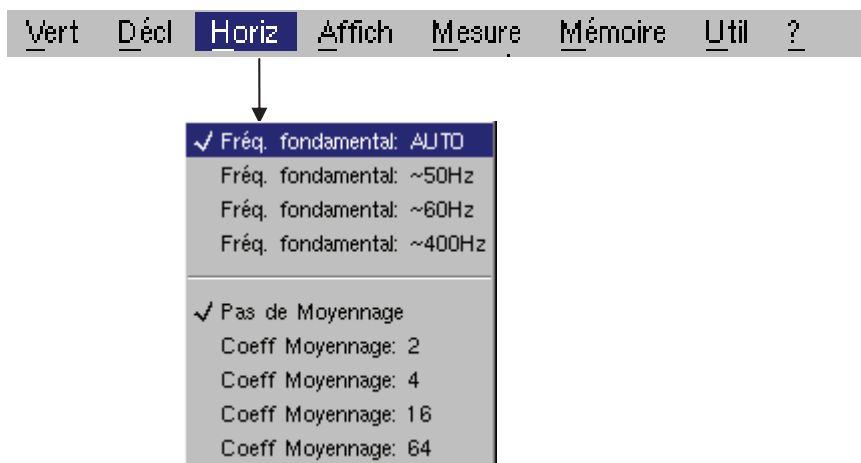 Vert Décl Horiz Affich Mesure Mémoire Util ?
✓ Fréq. fondamental: AUTO
Fréq. fondamental: ~50Hz
Fréq. fondamental: ~60Hz
Fréq. fondamental: ~400Hz
✓ Pas de Moyennage
Coeff Moyennage: 2
Coeff Moyennage: 4
Coeff Moyennage: 16
Coeff Moyennage: 64